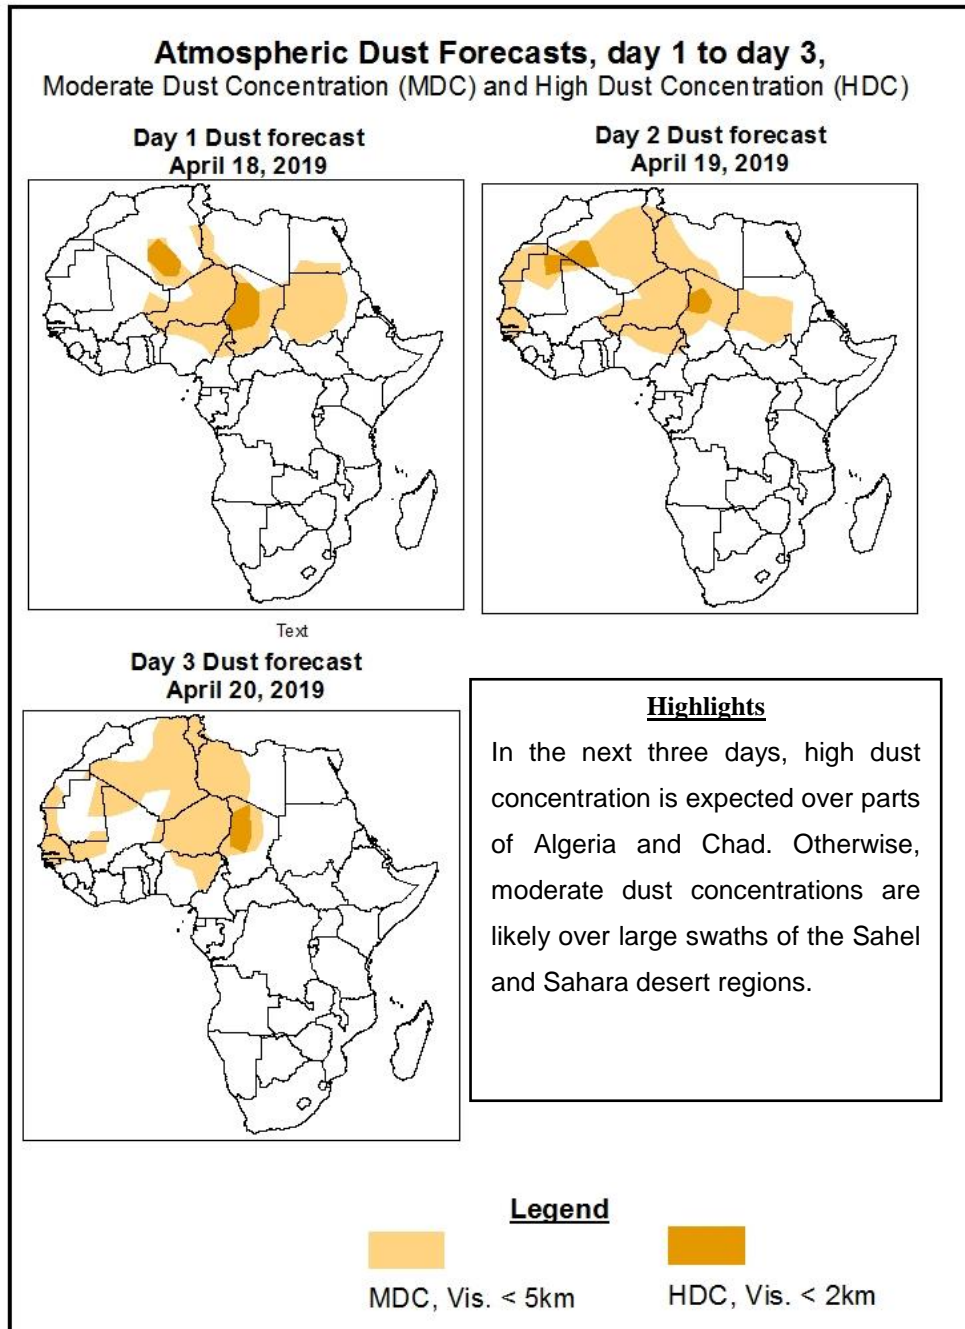 Atmospheric Dust Forecasts, day 1 to day 3,
Moderate Dust Concentration (MDC) and High Dust Concentration (HDC)
Day 1 Dust forecast
April 18, 2019
Day 2 Dust forecast
April 19, 2019
Text
Day 3 Dust forecast
April 20, 2019
Highlights
In the next three days, high dust
concentration is expected over parts
of Algeria and Chad. Otherwise,
moderate dust concentrations are
likely over large swaths of the Sahel
and Sahara desert regions.
Legend
MDC, Vis. < 5km
HDC, Vis. < 2km